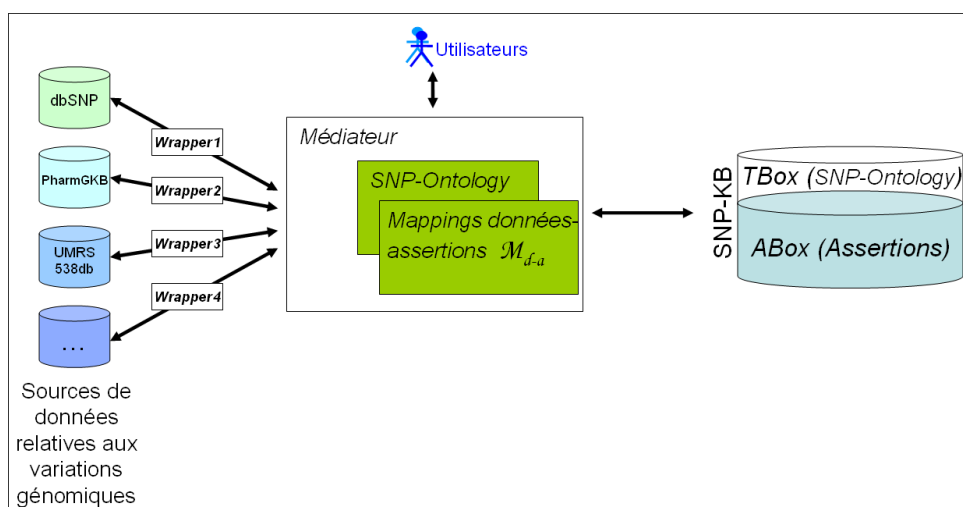 Utilisateurs
dbSNP
Wrapper1
PharmGKB
Wrapper2
UMRS
538db
Wrapper3
...
Wrapper4
Sources de
données
relatives aux
variations
génomiques
Médiateur
SNP-Ontology
Mappings données-
assertions M d-a
SNP-KB
TBox (SNP-Ontology)
ABox (Assertions)